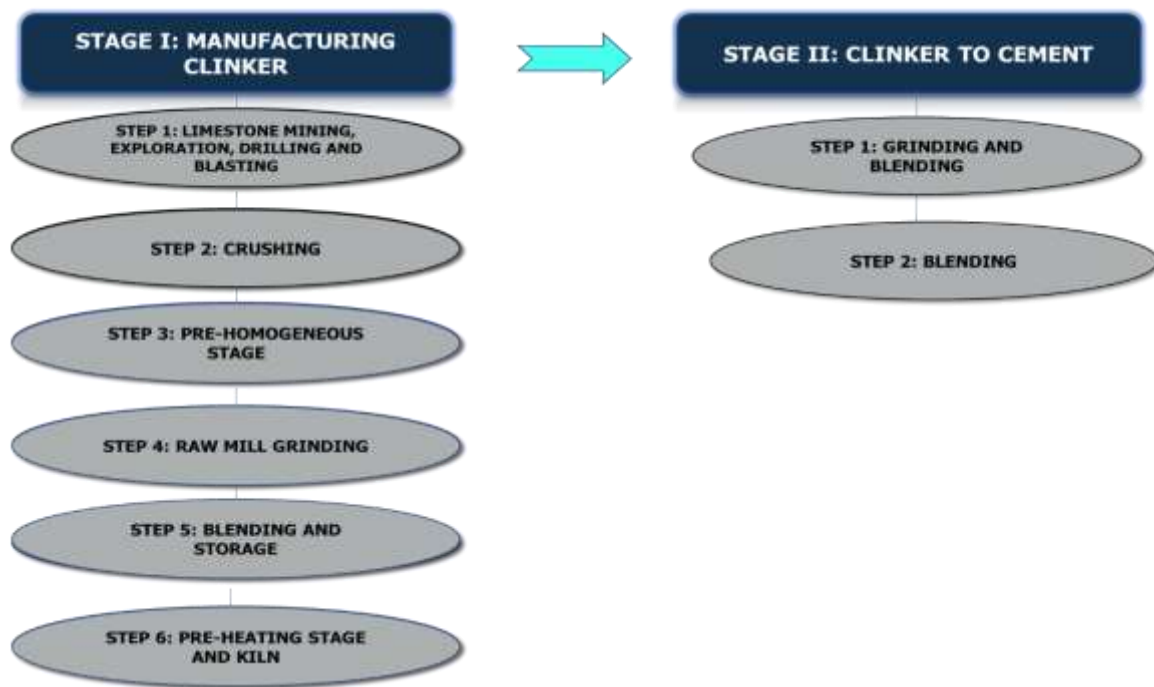 STAGE I: MANUFACTURING
CLINKER
STEP 1: LIMESTONE MINING,
EXPLORATION, DRILLING AND
BLASTING
STEP 2: CRUSHING
STEP 3: PRE-HOMOGENEOUS
STAGE
STEP 4: RAW MILL GRINDING
STEP 5: BLENDING AND
STORAGE
STEP 6: PRE-HEATING STAGE
AND KILN
STAGE II: CLINKER TO CEMENT
STEP 1: GRINDING AND
BLENDING
STEP 2: BLENDING